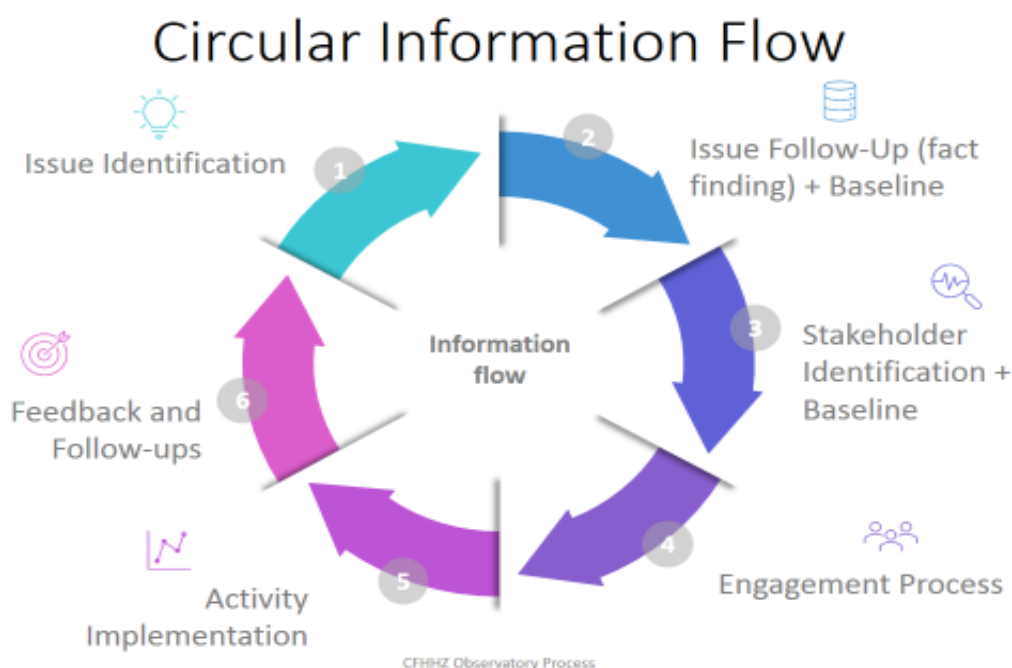 Circular Information Flow
1
Issue Identification
2
Issue Follow-Up (fact
finding) + Baseline
3
Stakeholder
Identification +
Baseline
4
Engagement Process
5
Activity
Implementation
6
Feedback and
Follow-ups
Information
flow
CFHHZ Observatory Process